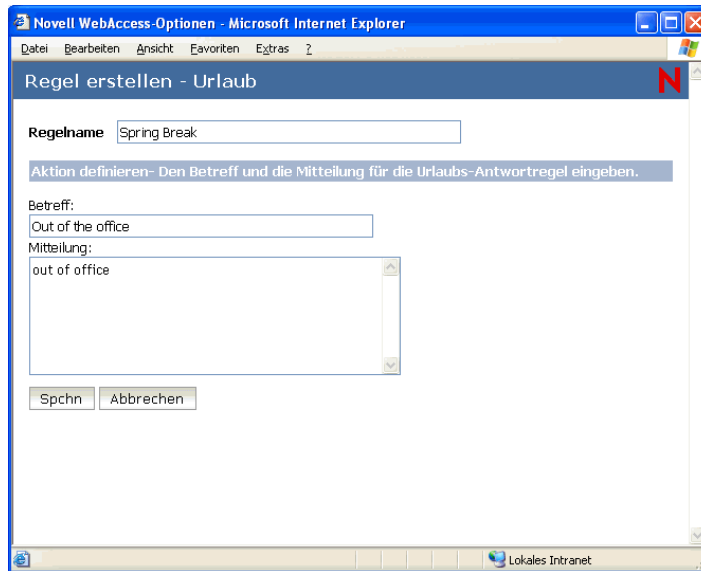 Novell WebAccess-Optionen - Microsoft Internet Explorer
Datei Bearbeiten Ansicht Favoriten Extras ?
Regel erstellen - Urlaub
N
Regelname Spring Break
Aktion definieren- Den Betreff und die Mitteilung für die Urlaubs-Antwortregel eingeben.
Betreff:
Out of the office
Mitteilung:
out of office
Spchn Abbrechen
Lokales Intranet